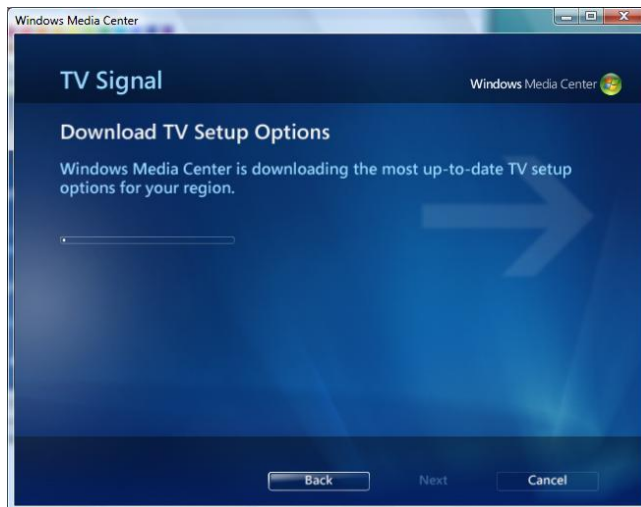 Windows Media Center
TV Signal
Windows Media Center
Download TV Setup Options
Windows Media Center is downloading the most up-to-date TV setup
options for your region.
Back
Next
Cancel